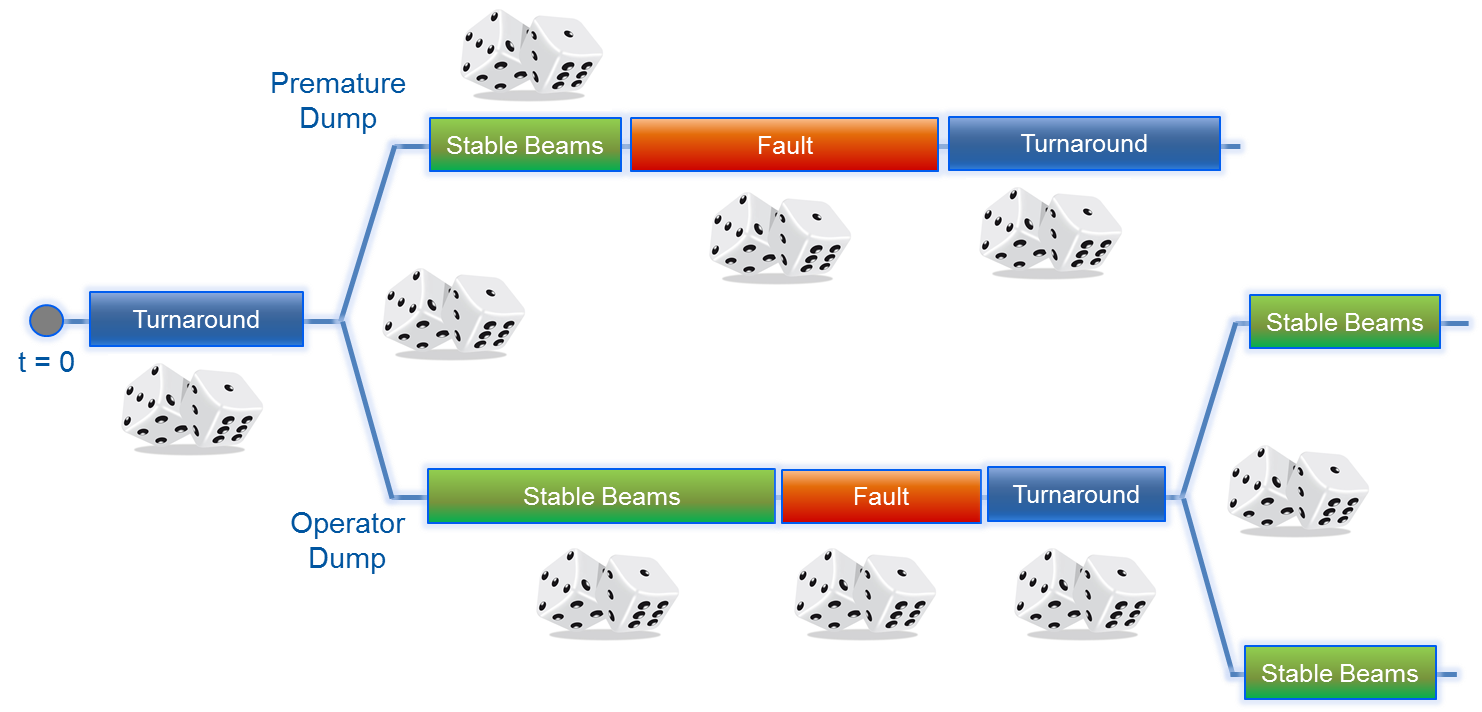 Premature
Dump
Stable Beams
Fault
Turnaround
Turnaround
t = 0
Stable Beams
Operator
Dump
Stable Beams
Fault
Turnaround
Stable Beams